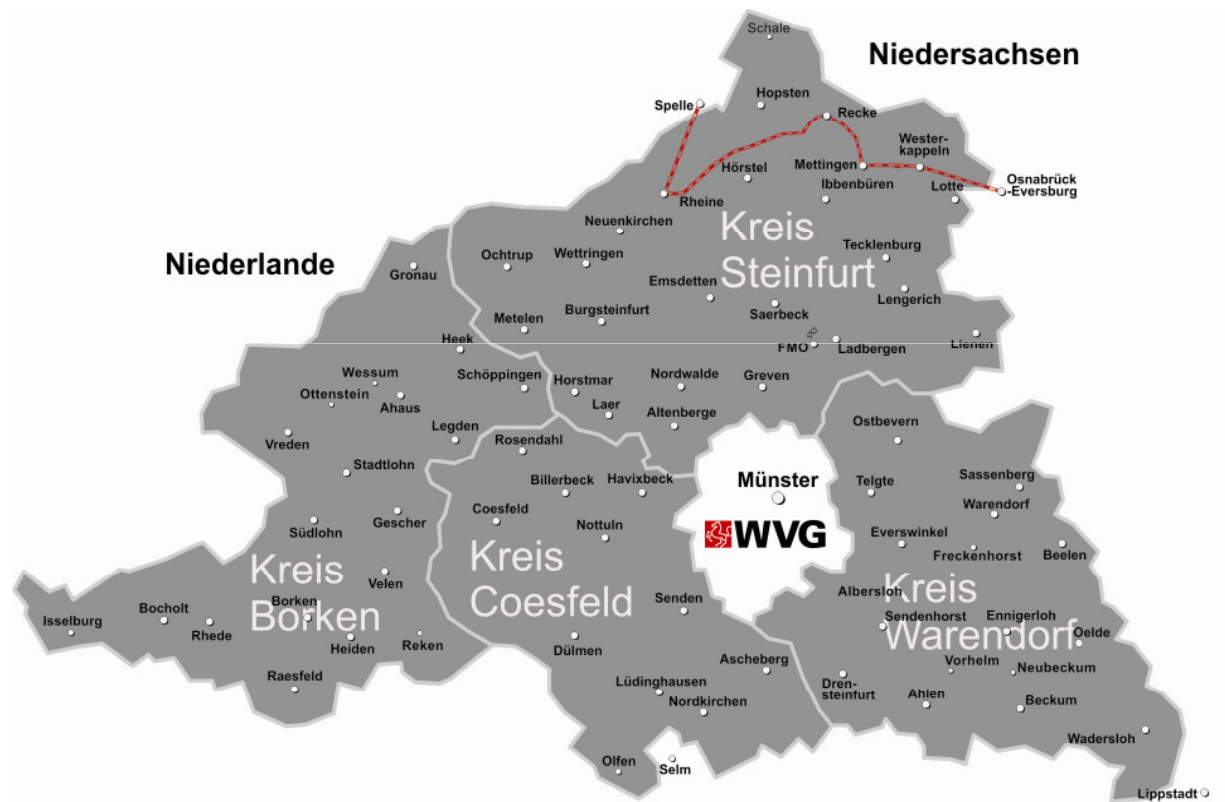 Schale
Niedersachsen
Spelle
Hopsten
Recke
Wester-
kappeln
Hörstel
Mettingen
Ibbenbüren
Lotte
Osnabrück
-Eversburg
Rheine
Neuenkirchen
Kreis
Steinfurt
Niederlande
Gronau
Ochtrup
Wettringen
Tecklenburg
Emsdetten
Lengerich
Saerbeck
Metelen
Burgsteinfurt
FMO
Ladbergen
Lienen
Heek
Wessum
Ottenstein
Ahaus
Schöppingen
Horstmar
Laer
Nordwalde
Greven
Altenberge
Vreden
Legden
Rosendahl
Ostbevern
Stadtlohn
Billerbeck
Havixbeck
Münster
WVG
Telgte
Sassenberg
Warendorf
Südlohn
Gescher
Coesfeld
Nottuln
Everswinkel
Freckenhorst
Beelen
Kreis
Borken
Velen
Borken
Kreis
Coesfeld
Senden
Albersloh
Kreis
Warendorf
Sendenhorst
Ennigerloh
Oelde
Isselburg
Bocholt
Rhede
Heiden
Reken
Raesfeld
Dülmen
Ascheberg
Lüdinghausen
Nordkirchen
Olfen
Selm
Dren-
steinfurt
Vorhelm
Neubeckum
Ahlen
Beckum
Wadersloh
Lippstadt